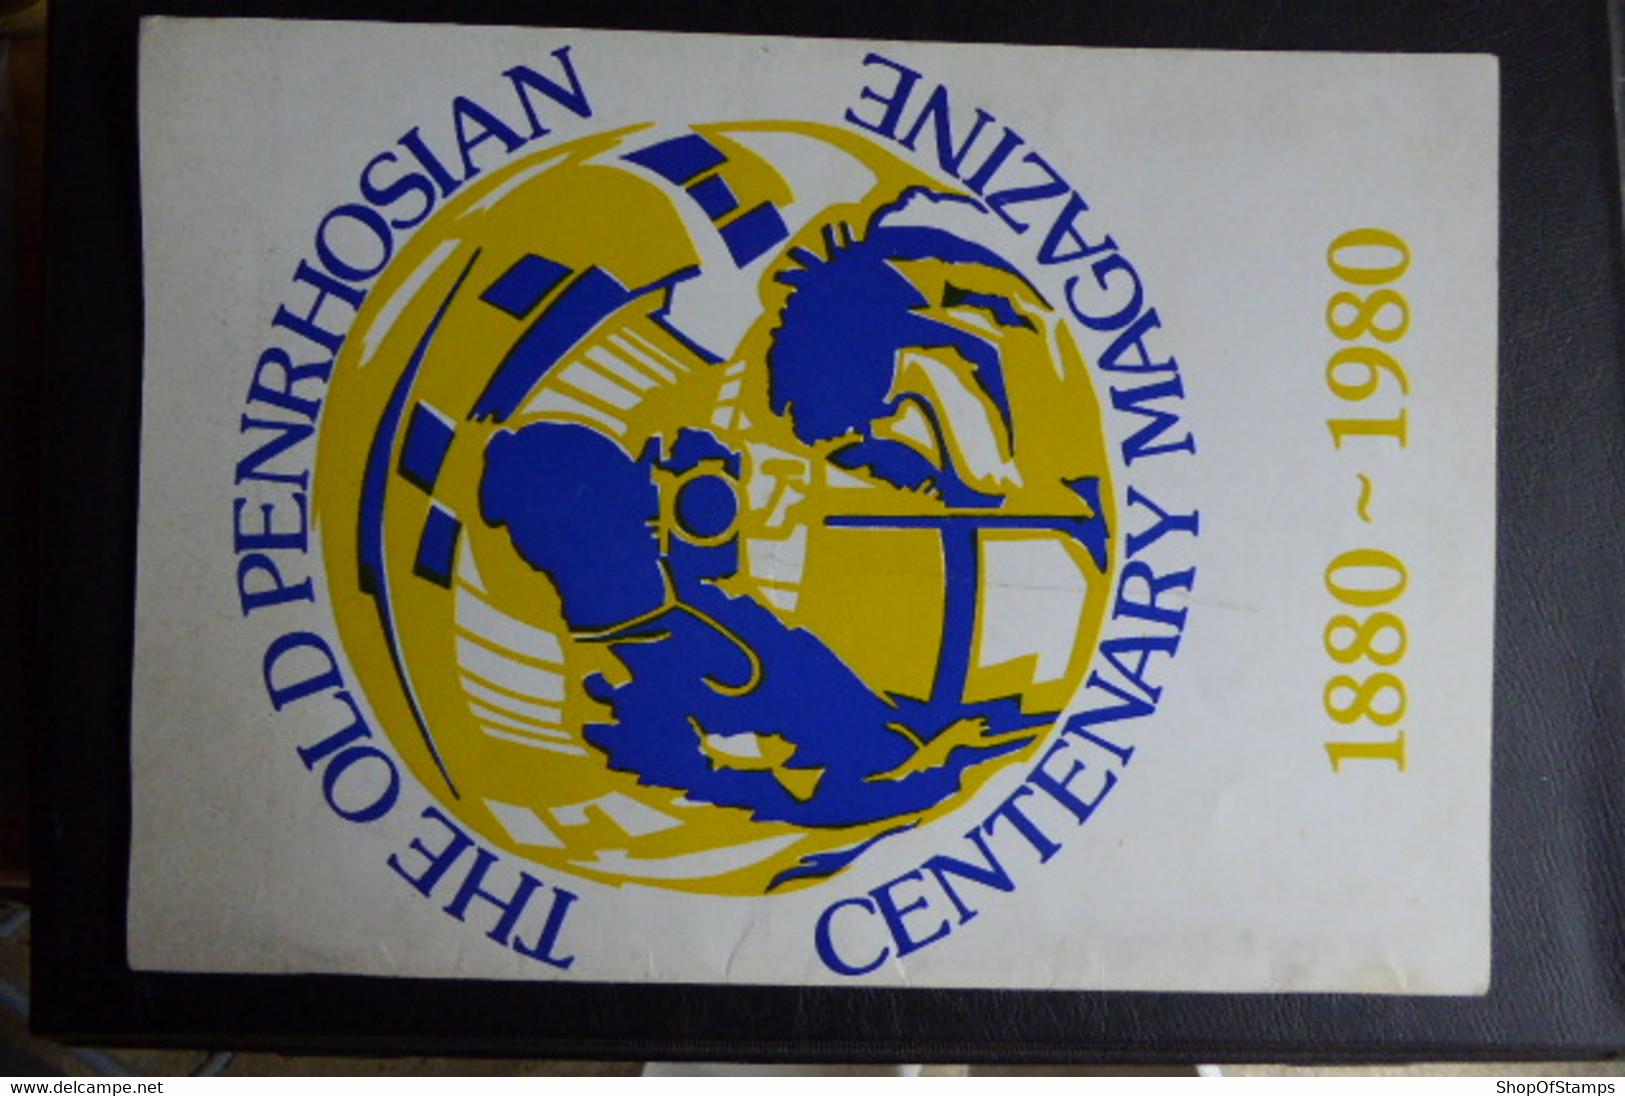 THE OLD PENRHOSIAN
CENTENARY MAGAZINE
1880 ~ 1980
www.delcampe.net
ShopOfStamps